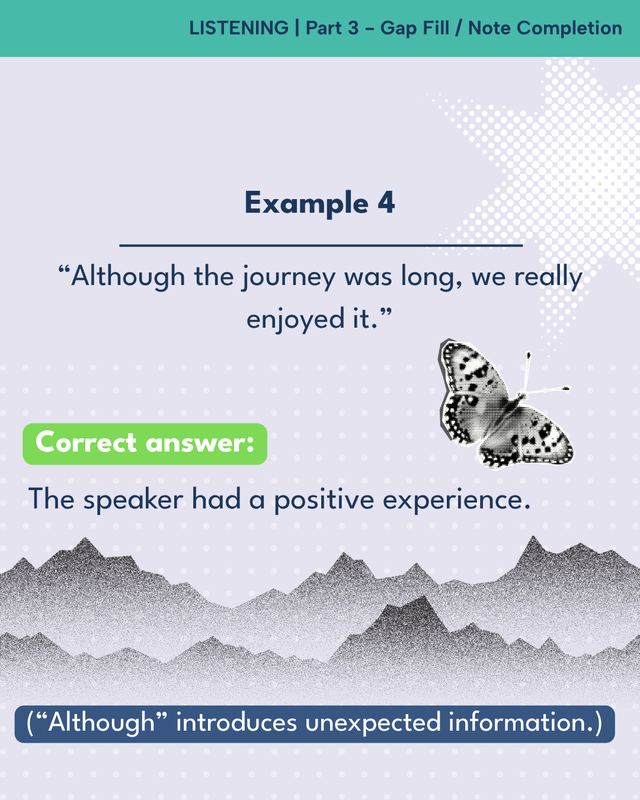 LISTENING | Part 3 – Gap Fill / Note Completion
Example 4
“Although the journey was long, we really
enjoyed it.”
Correct answer:
The speaker had a positive experience.
(“Although” introduces unexpected information.)